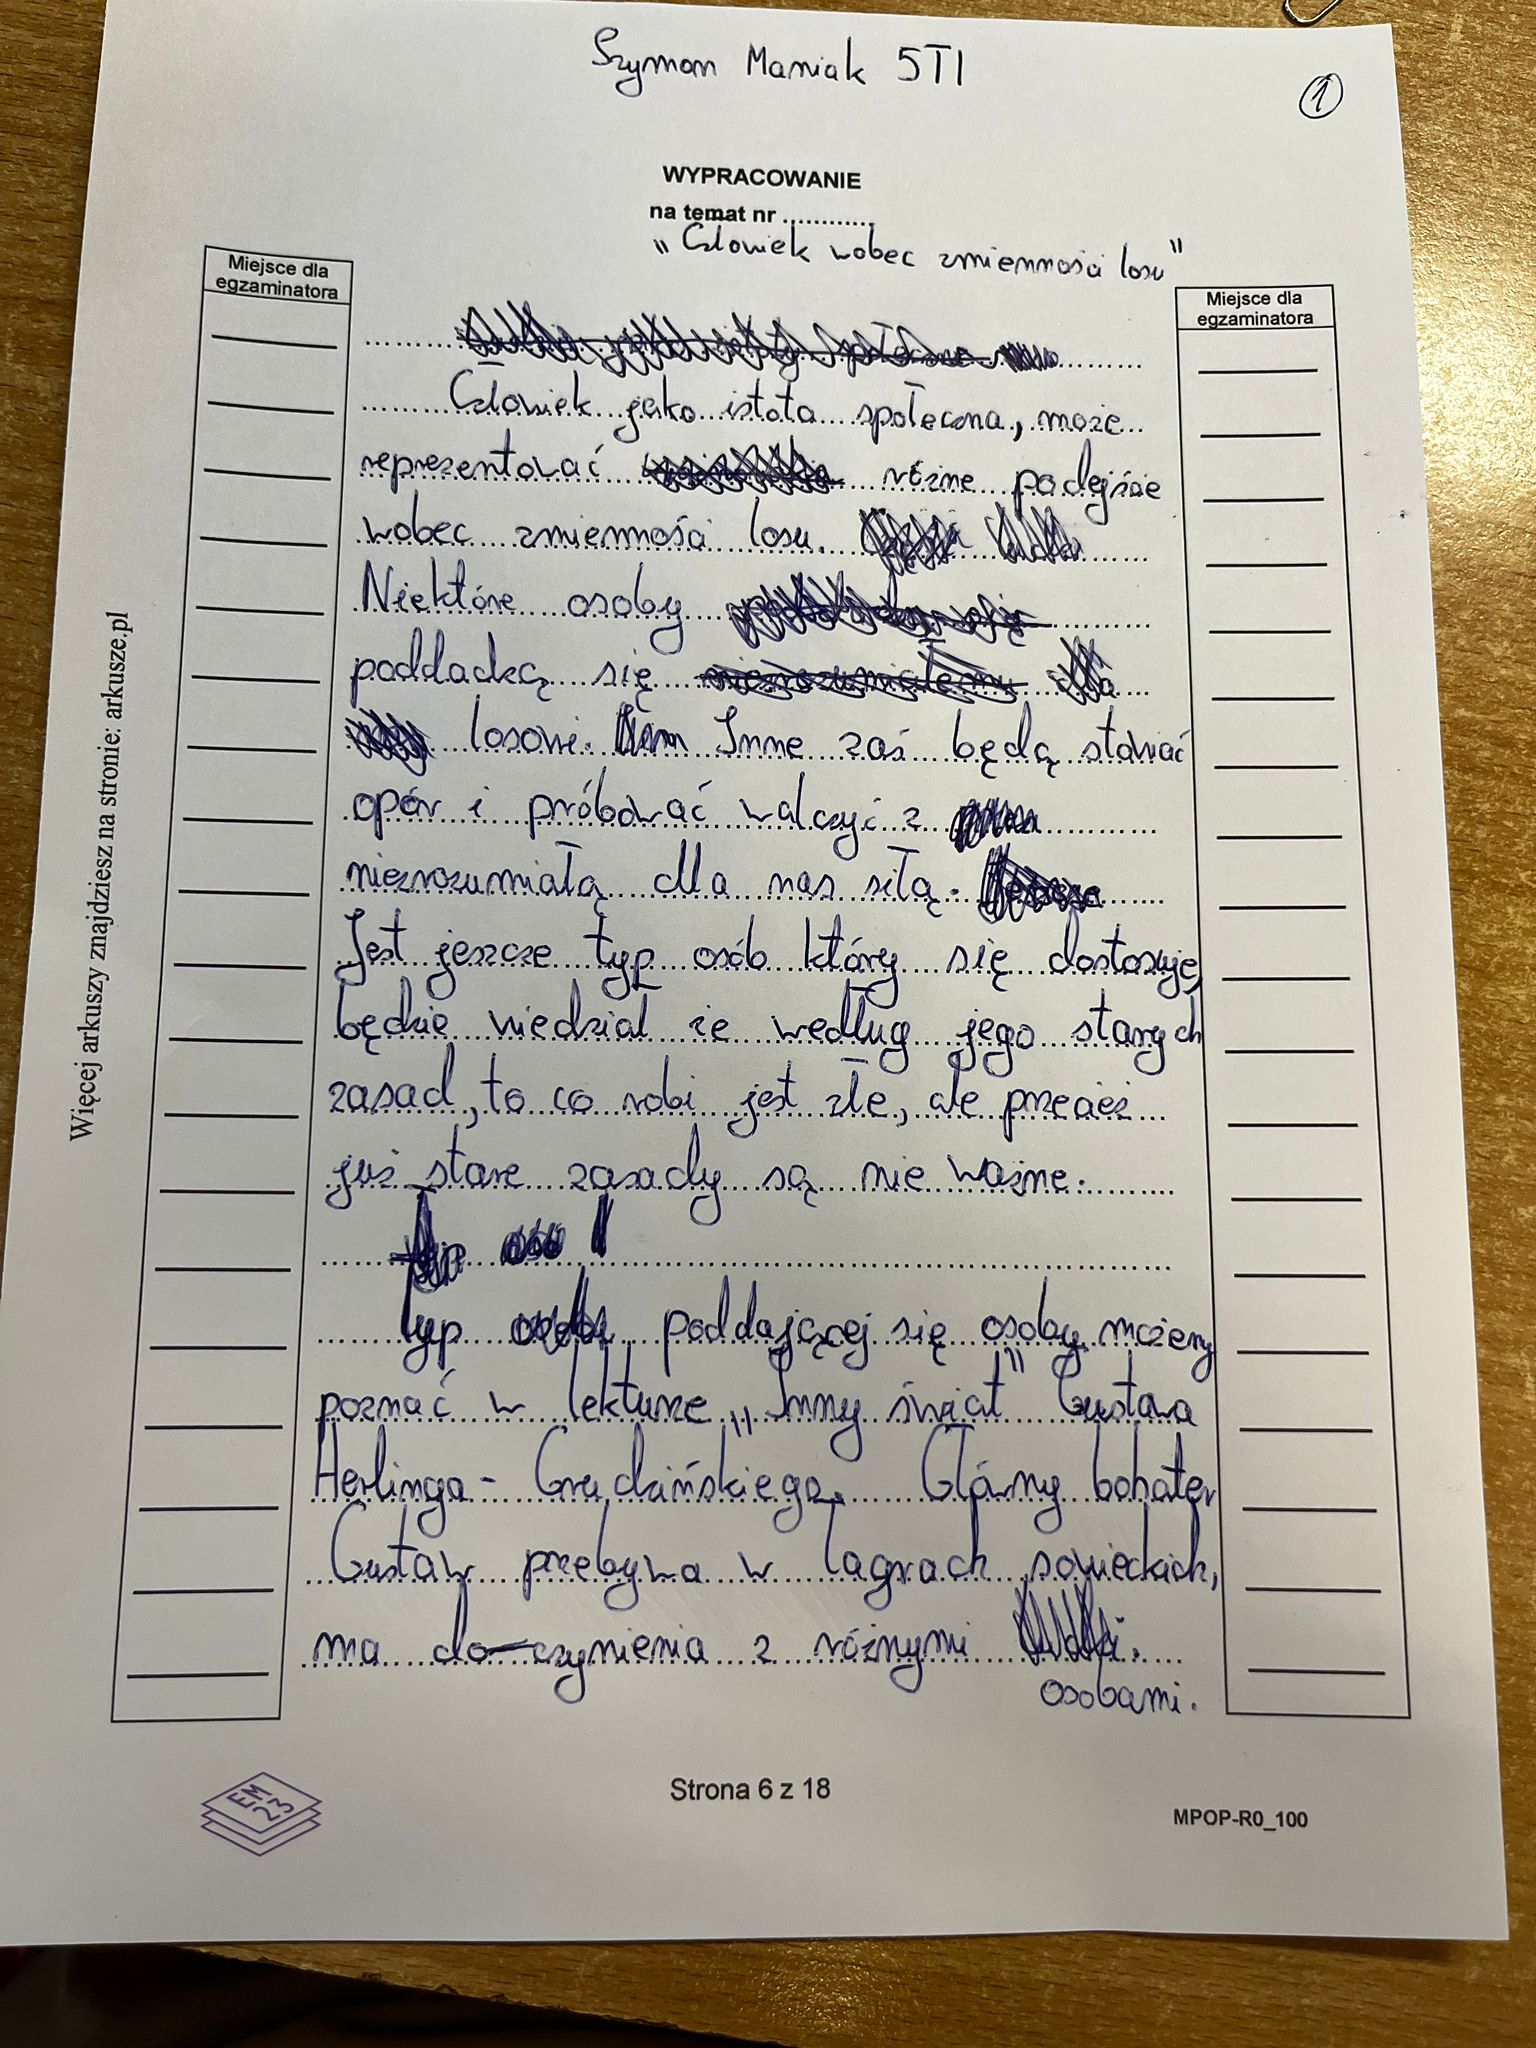 Szymon Maniak 5TI
1
WYPRACOWANIE
na temat nr .............
"Człowiek wobec zmienności losu"
Miejsce dla
egzaminatora
Miejsce dla
egzaminatora
Człowiek jako istota społeczna, może
reprezentować różne podejście
wobec zmienności losu.
Niektóre osoby
poddadzą się
losowi. Inne zaś będą stawiać
opór i próbować walczyć z
niezrozumiałą dla nas siłą.
Jest jeszcze typ osób który się dostosuje,
będzie wiedział że według jego starych
zasad, to co robi jest złe, ale przecież
już stare zasady są nie ważne.
Typ poddającej się osoby możemy
poznać w lekturze „Inny świat" Gustawa
Herlinga - Grudzińskiego. Główny bohater
Gustaw przebywa w łagrach sowieckich,
ma do czynienia z różnymi
osobami.
Więcej arkuszy znajdziesz na stronie: arkusze.pl
EM
23
Strona 6 z 18
MPOP-R0_100